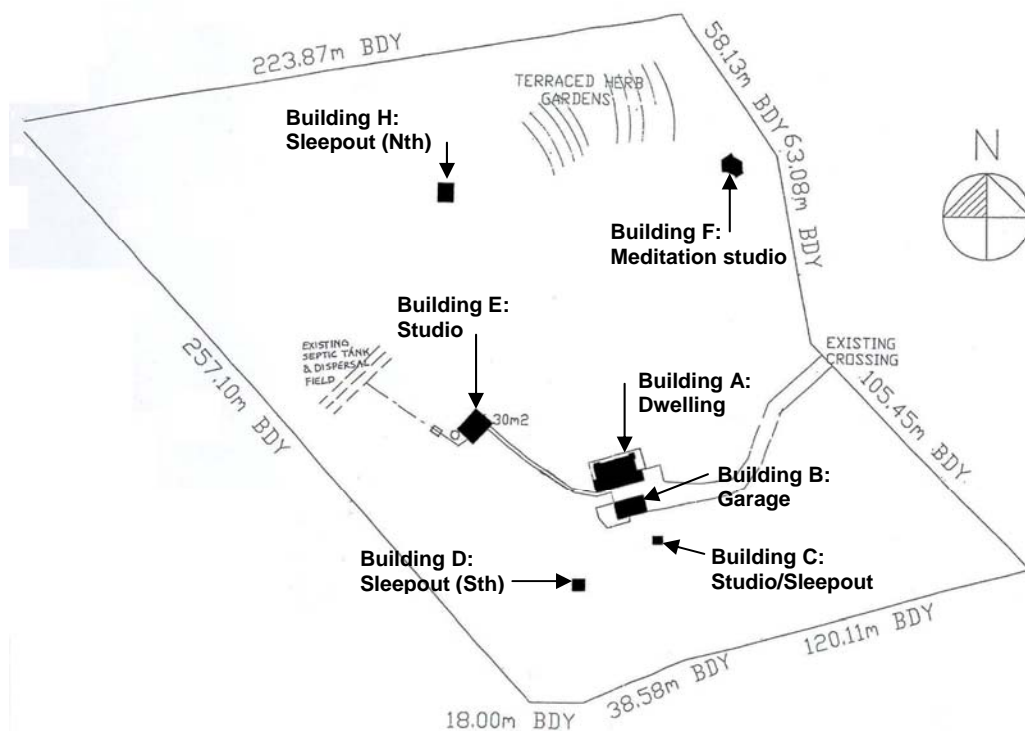 223.87m BDY
58.13m BDY
TERRACED HERB
GARDENS
Building H:
Sleepout (Nth)
63.08m BDY
N
Building F:
Meditation studio
Building E:
Studio
EXISTING
SEPTIC TANK
& DISPERSAL
FIELD
257.10m BDY
EXISTING
CROSSING
Building A:
Dwelling
105.45m BDY.
30m2
Building B:
Garage
Building D:
Sleepout (Sth)
Building C:
Studio/Sleepout
120.11m BDY
38.58m BDY
18.00m BDY